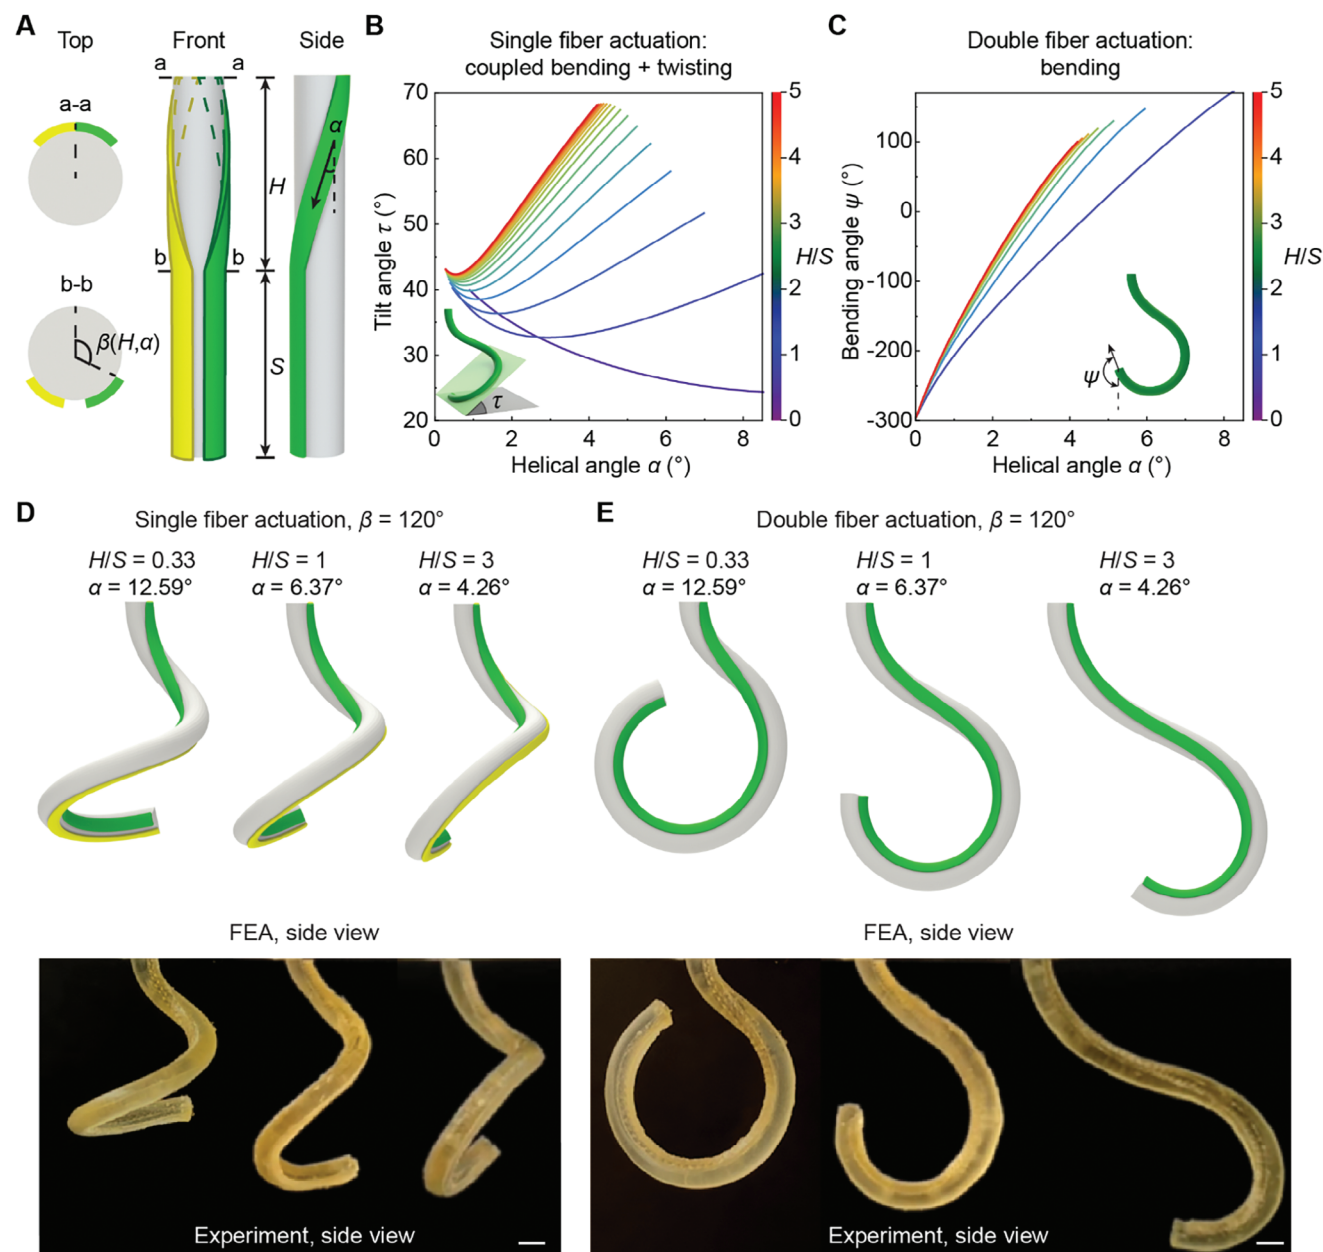 A
Top
Front
Side
a
a
a-a
α
H
b
b
b-b
β(H,α)
S
B
Single fiber actuation:
coupled bending + twisting
70
60
50
40
30
20
Tilt angle τ (°)
τ
0
2
4
6
8
Helical angle α (°)
5
4
3
2
1
0
H/S
C
Double fiber actuation:
bending
100
0
-100
-200
-300
Bending angle ψ (°)
ψ
0
2
4
6
8
Helical angle α (°)
5
4
3
2
1
0
H/S
D
Single fiber actuation, β = 120°
H/S = 0.33
α = 12.59°
H/S = 1
α = 6.37°
H/S = 3
α = 4.26°
FEA, side view
Experiment, side view
E
Double fiber actuation, β = 120°
H/S = 0.33
α = 12.59°
H/S = 1
α = 6.37°
H/S = 3
α = 4.26°
FEA, side view
Experiment, side view